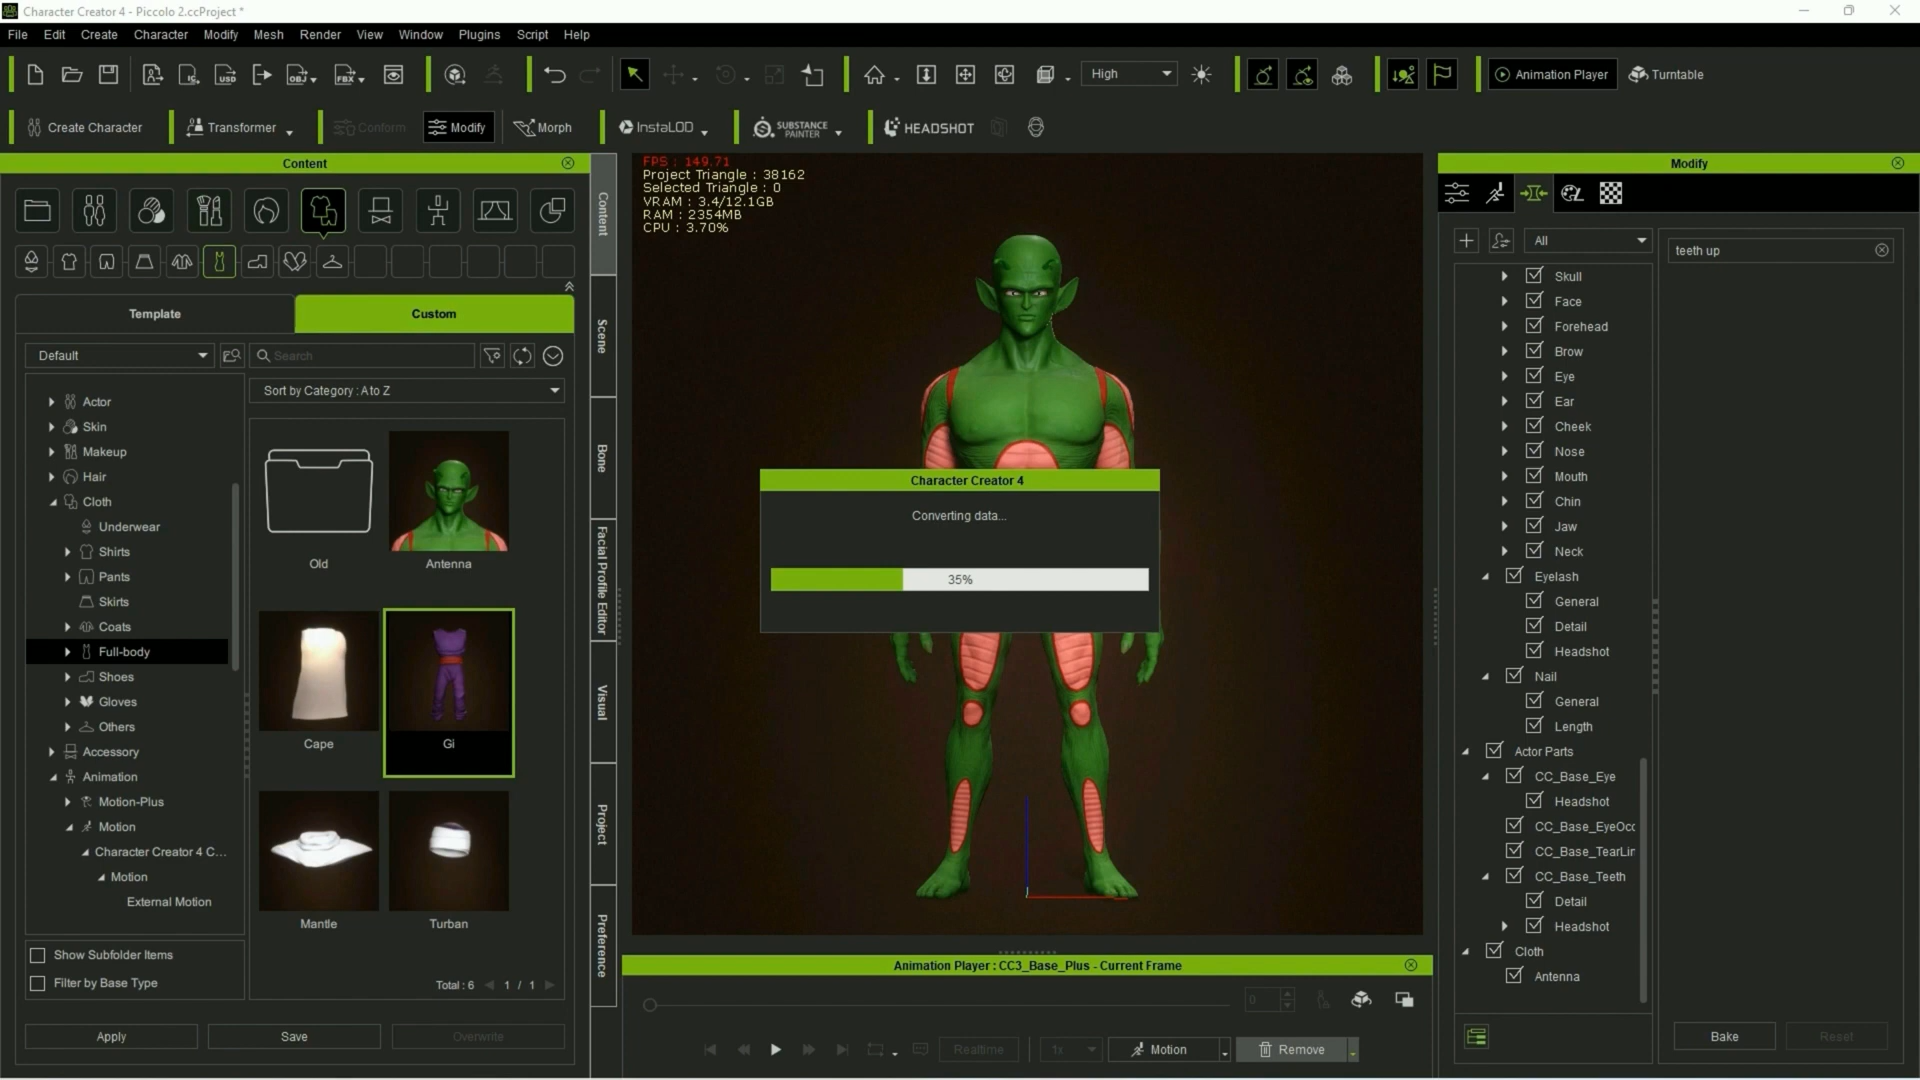 Character Creator 4 - Piccolo 2.ccProject *
File Edit Create Character Modify Mesh Render View Window Plugins Script Help
High
Animation Player
Turntable
Create Character
Transformer
Conform
Modify
Morph
InstaLOD
SUBSTANCE PAINTER
HEADSHOT
Content
Template
Custom
Default
Search
Sort by Category : A to Z
Actor
Skin
Makeup
Hair
Cloth
Underwear
Shirts
Pants
Skirts
Coats
Full-body
Shoes
Gloves
Others
Accessory
Animation
Motion-Plus
Motion
Character Creator 4 C...
Motion
External Motion
Show Subfolder Items
Filter by Base Type
Old
Antenna
Cape
Gi
Mantle
Turban
Total : 6
1 / 1
Apply
Save
Overwrite
Content
Scene
Bone
Facial Profile Editor
Visual
Project
Preference
FPS : 149.71
Project Triangle : 38162
Selected Triangle : 0
VRAM : 3.4/12.1GB
RAM : 2354MB
CPU : 3.70%
Character Creator 4
Converting data...
35%
Animation Player : CC3_Base_Plus - Current Frame
0
Realtime
1x
Motion
Remove
Modify
All
teeth up
Skull
Face
Forehead
Brow
Eye
Ear
Cheek
Nose
Mouth
Chin
Jaw
Neck
Eyelash
General
Detail
Headshot
Nail
General
Length
Actor Parts
CC_Base_Eye
Headshot
CC_Base_EyeOcc
CC_Base_TearLin
CC_Base_Teeth
Detail
Headshot
Cloth
Antenna
Bake
Reset